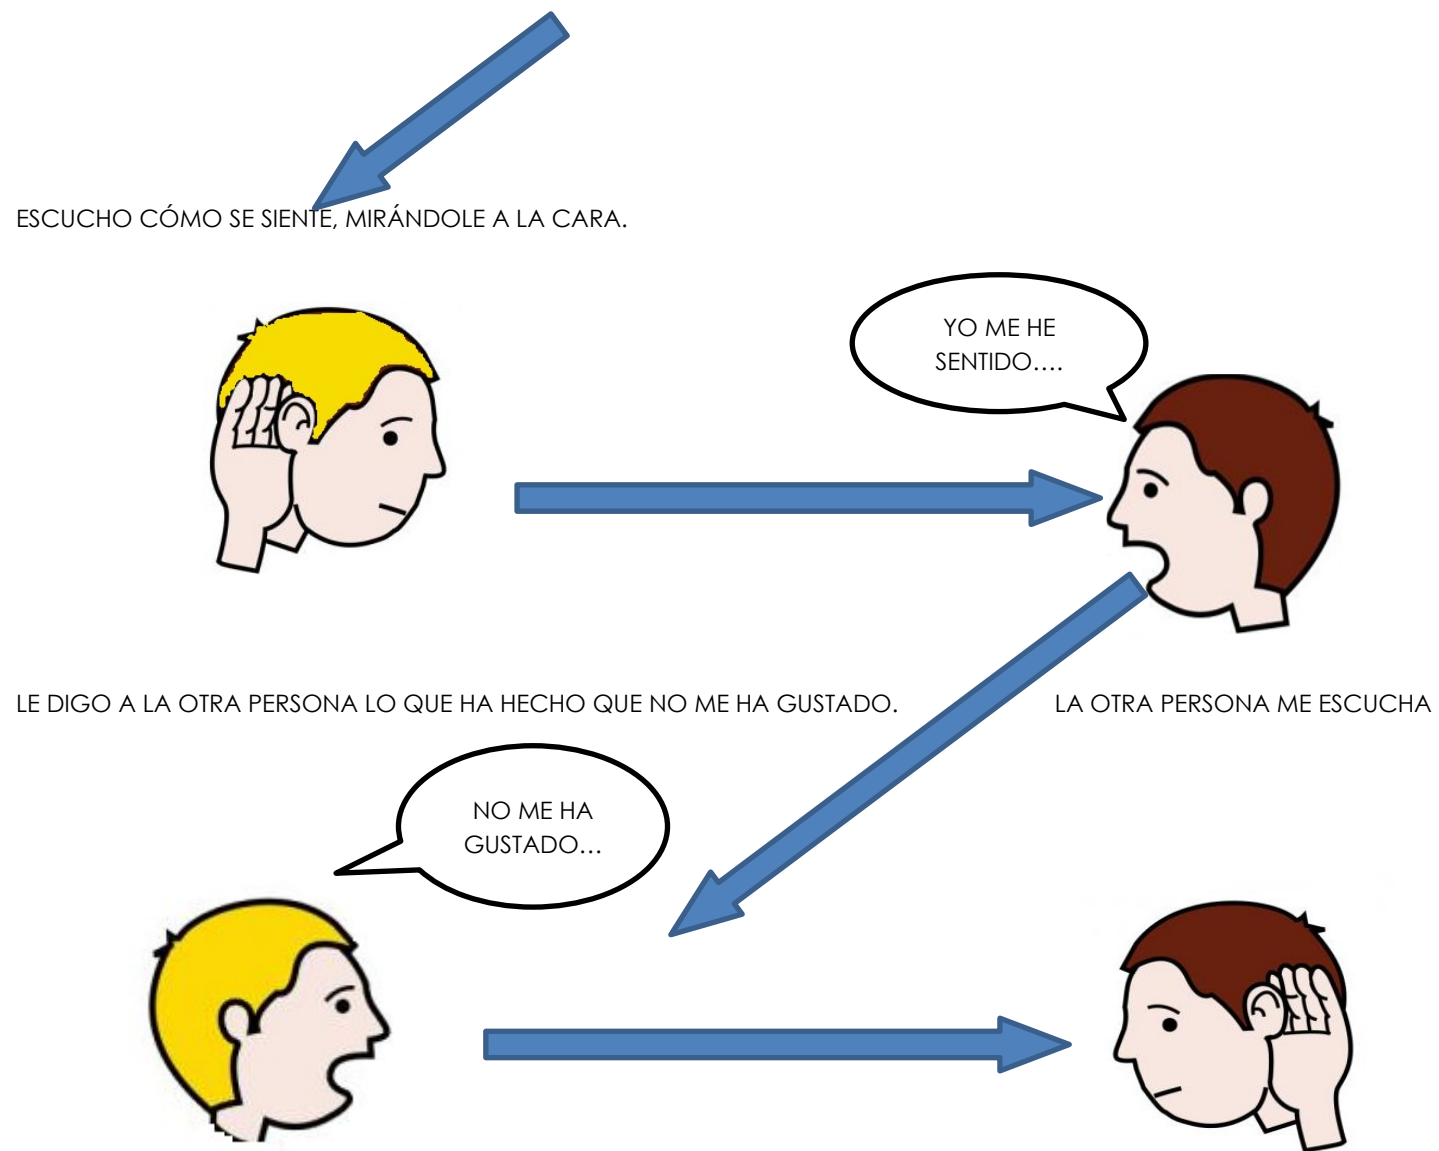 ESCUCHO CÓMO SE SIENTE, MIRÁNDOLE A LA CARA.
YO ME HE
SENTIDO….
LE DIGO A LA OTRA PERSONA LO QUE HA HECHO QUE NO ME HA GUSTADO.
LA OTRA PERSONA ME ESCUCHA
NO ME HA
GUSTADO…